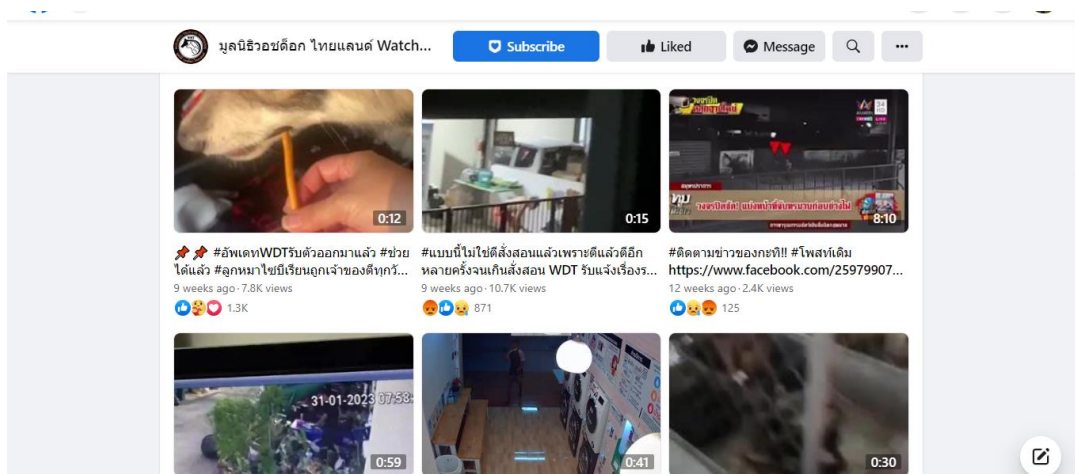 มูลนิธิวอชด็อก ไทยแลนด์ Watch...
Subscribe
Liked
Message
0:12
0:15
8:10
📌 📌 #อัพเดทWDTรับตัวออกมาแล้ว #ช่วย
ได้แล้ว #ลูกหมาไซบีเรียนถูกเจ้าของตีทุกวั...
9 weeks ago · 7.8K views
1.3K
#แบบนี้ไม่ใช่ตีสั่งสอนแล้วเพราะตีแล้วตีอีก
หลายครั้งจนเกินสั่งสอน WDT รับแจ้งเรื่องร...
9 weeks ago · 10.7K views
871
#ติดตามข่าวของกะทิ!! #โพสท์เดิม
https://www.facebook.com/25979907...
12 weeks ago · 2.4K views
125
31-01-2023 07:58
0:59
0:41
0:30